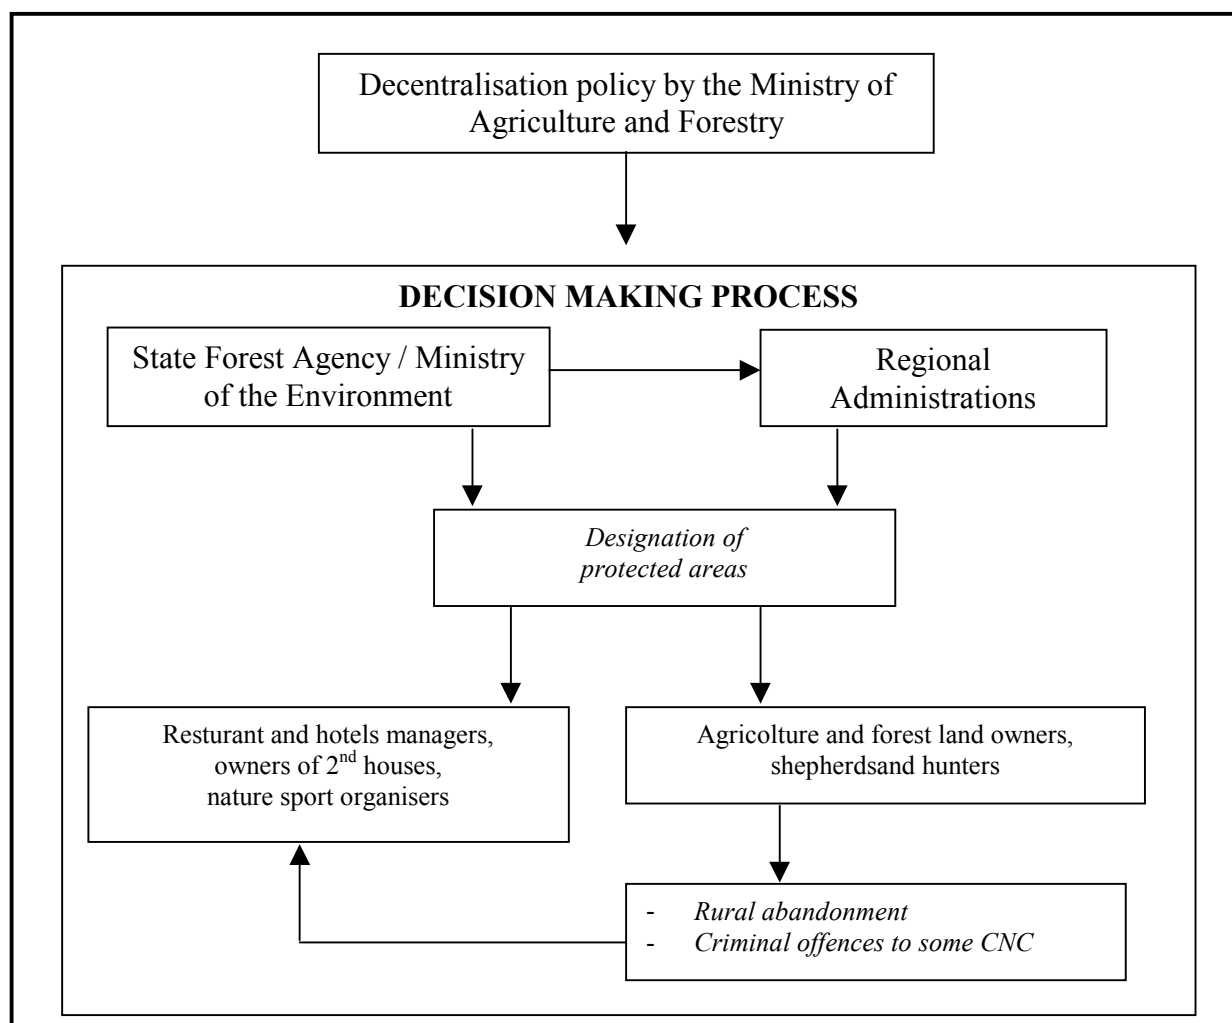 Decentralisation policy by the Ministry of
Agriculture and Forestry
DECISION MAKING PROCESS
State Forest Agency / Ministry
of the Environment
Regional
Administrations
Designation of
protected areas
Resturant and hotels managers,
owners of 2nd houses,
nature sport organisers
Agricolture and forest land owners,
shepherdsand hunters
- Rural abandonment
- Criminal offences to some CNC